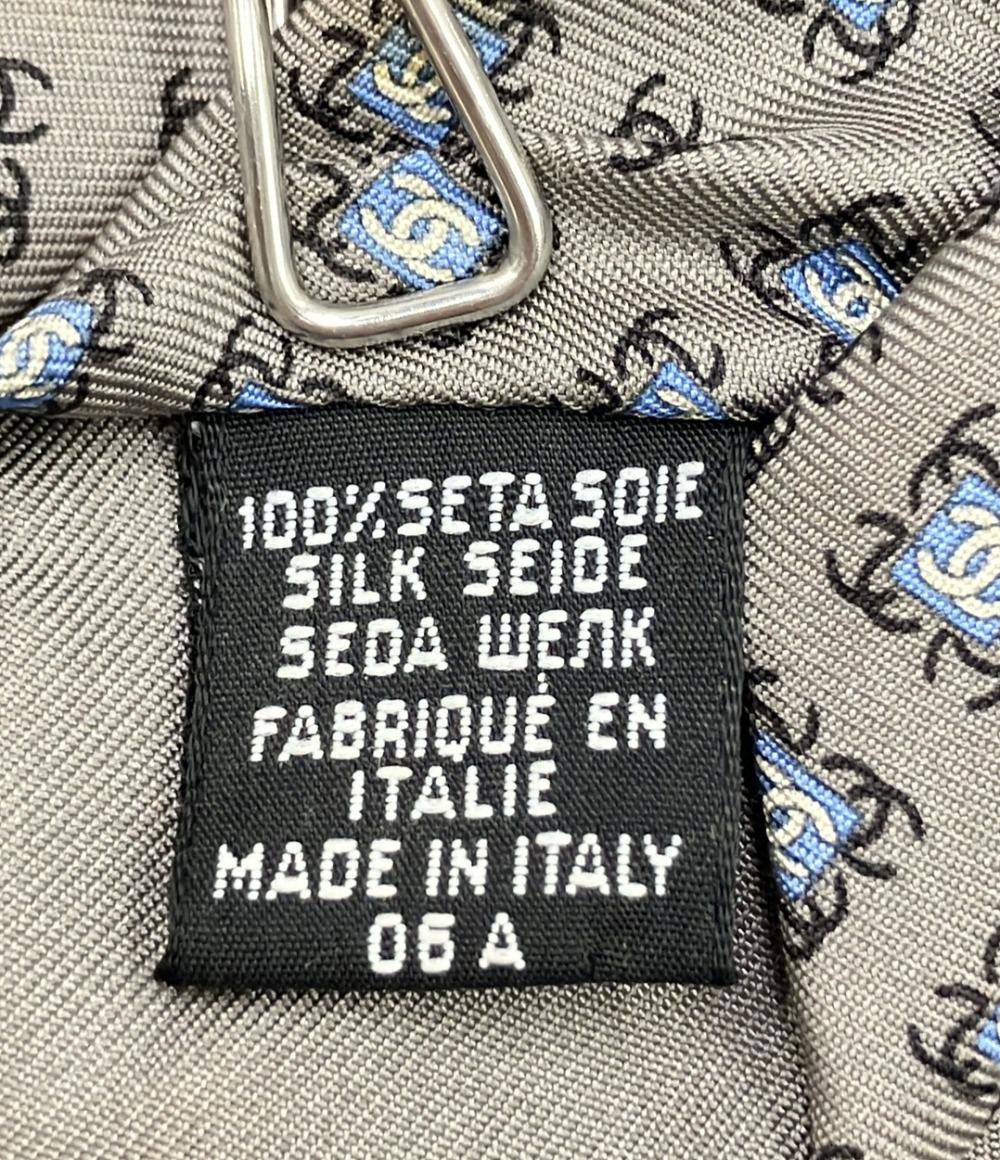 100% SETA SOIE
SILK SEIDE
SEDA ШЕЛК
FABRIQUÉ EN
ITALIE
MADE IN ITALY
06 A